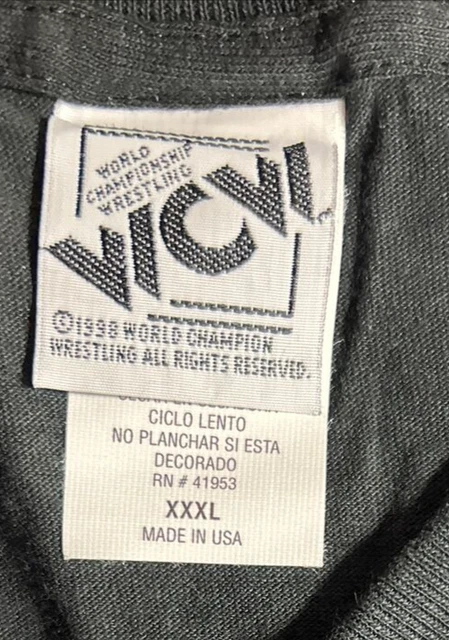 WORLD
CHAMPIONSHIP
WRESTLING
WCW
©1998 WORLD CHAMPION
WRESTLING ALL RIGHTS RESERVED.
CICLO LENTO
NO PLANCHAR SI ESTA
DECORADO
RN # 41953
XXXL
MADE IN USA